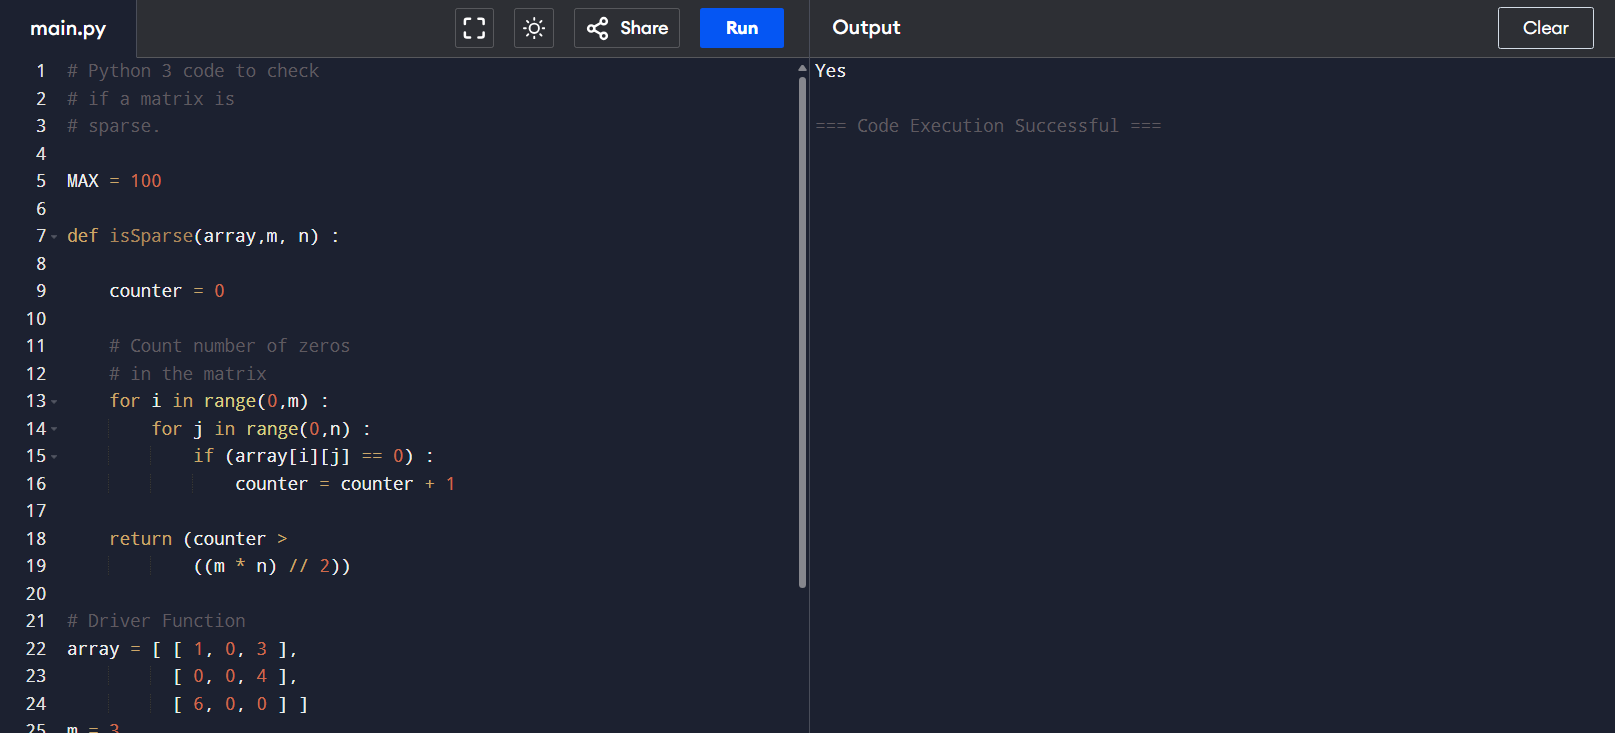 main.py
Share
Run
Output
Clear
1 # Python 3 code to check
2 # if a matrix is
3 # sparse.
4
5 MAX = 100
6
7 def isSparse(array,m, n) :
8
9     counter = 0
10
11     # Count number of zeros
12     # in the matrix
13     for i in range(0,m) :
14         for j in range(0,n) :
15             if (array[i][j] == 0) :
16                 counter = counter + 1
17
18     return (counter >
19             ((m * n) // 2))
20
21 # Driver Function
22 array = [ [ 1, 0, 3 ],
23           [ 0, 0, 4 ],
24           [ 6, 0, 0 ] ]
25 m = 3
Yes
=== Code Execution Successful ===